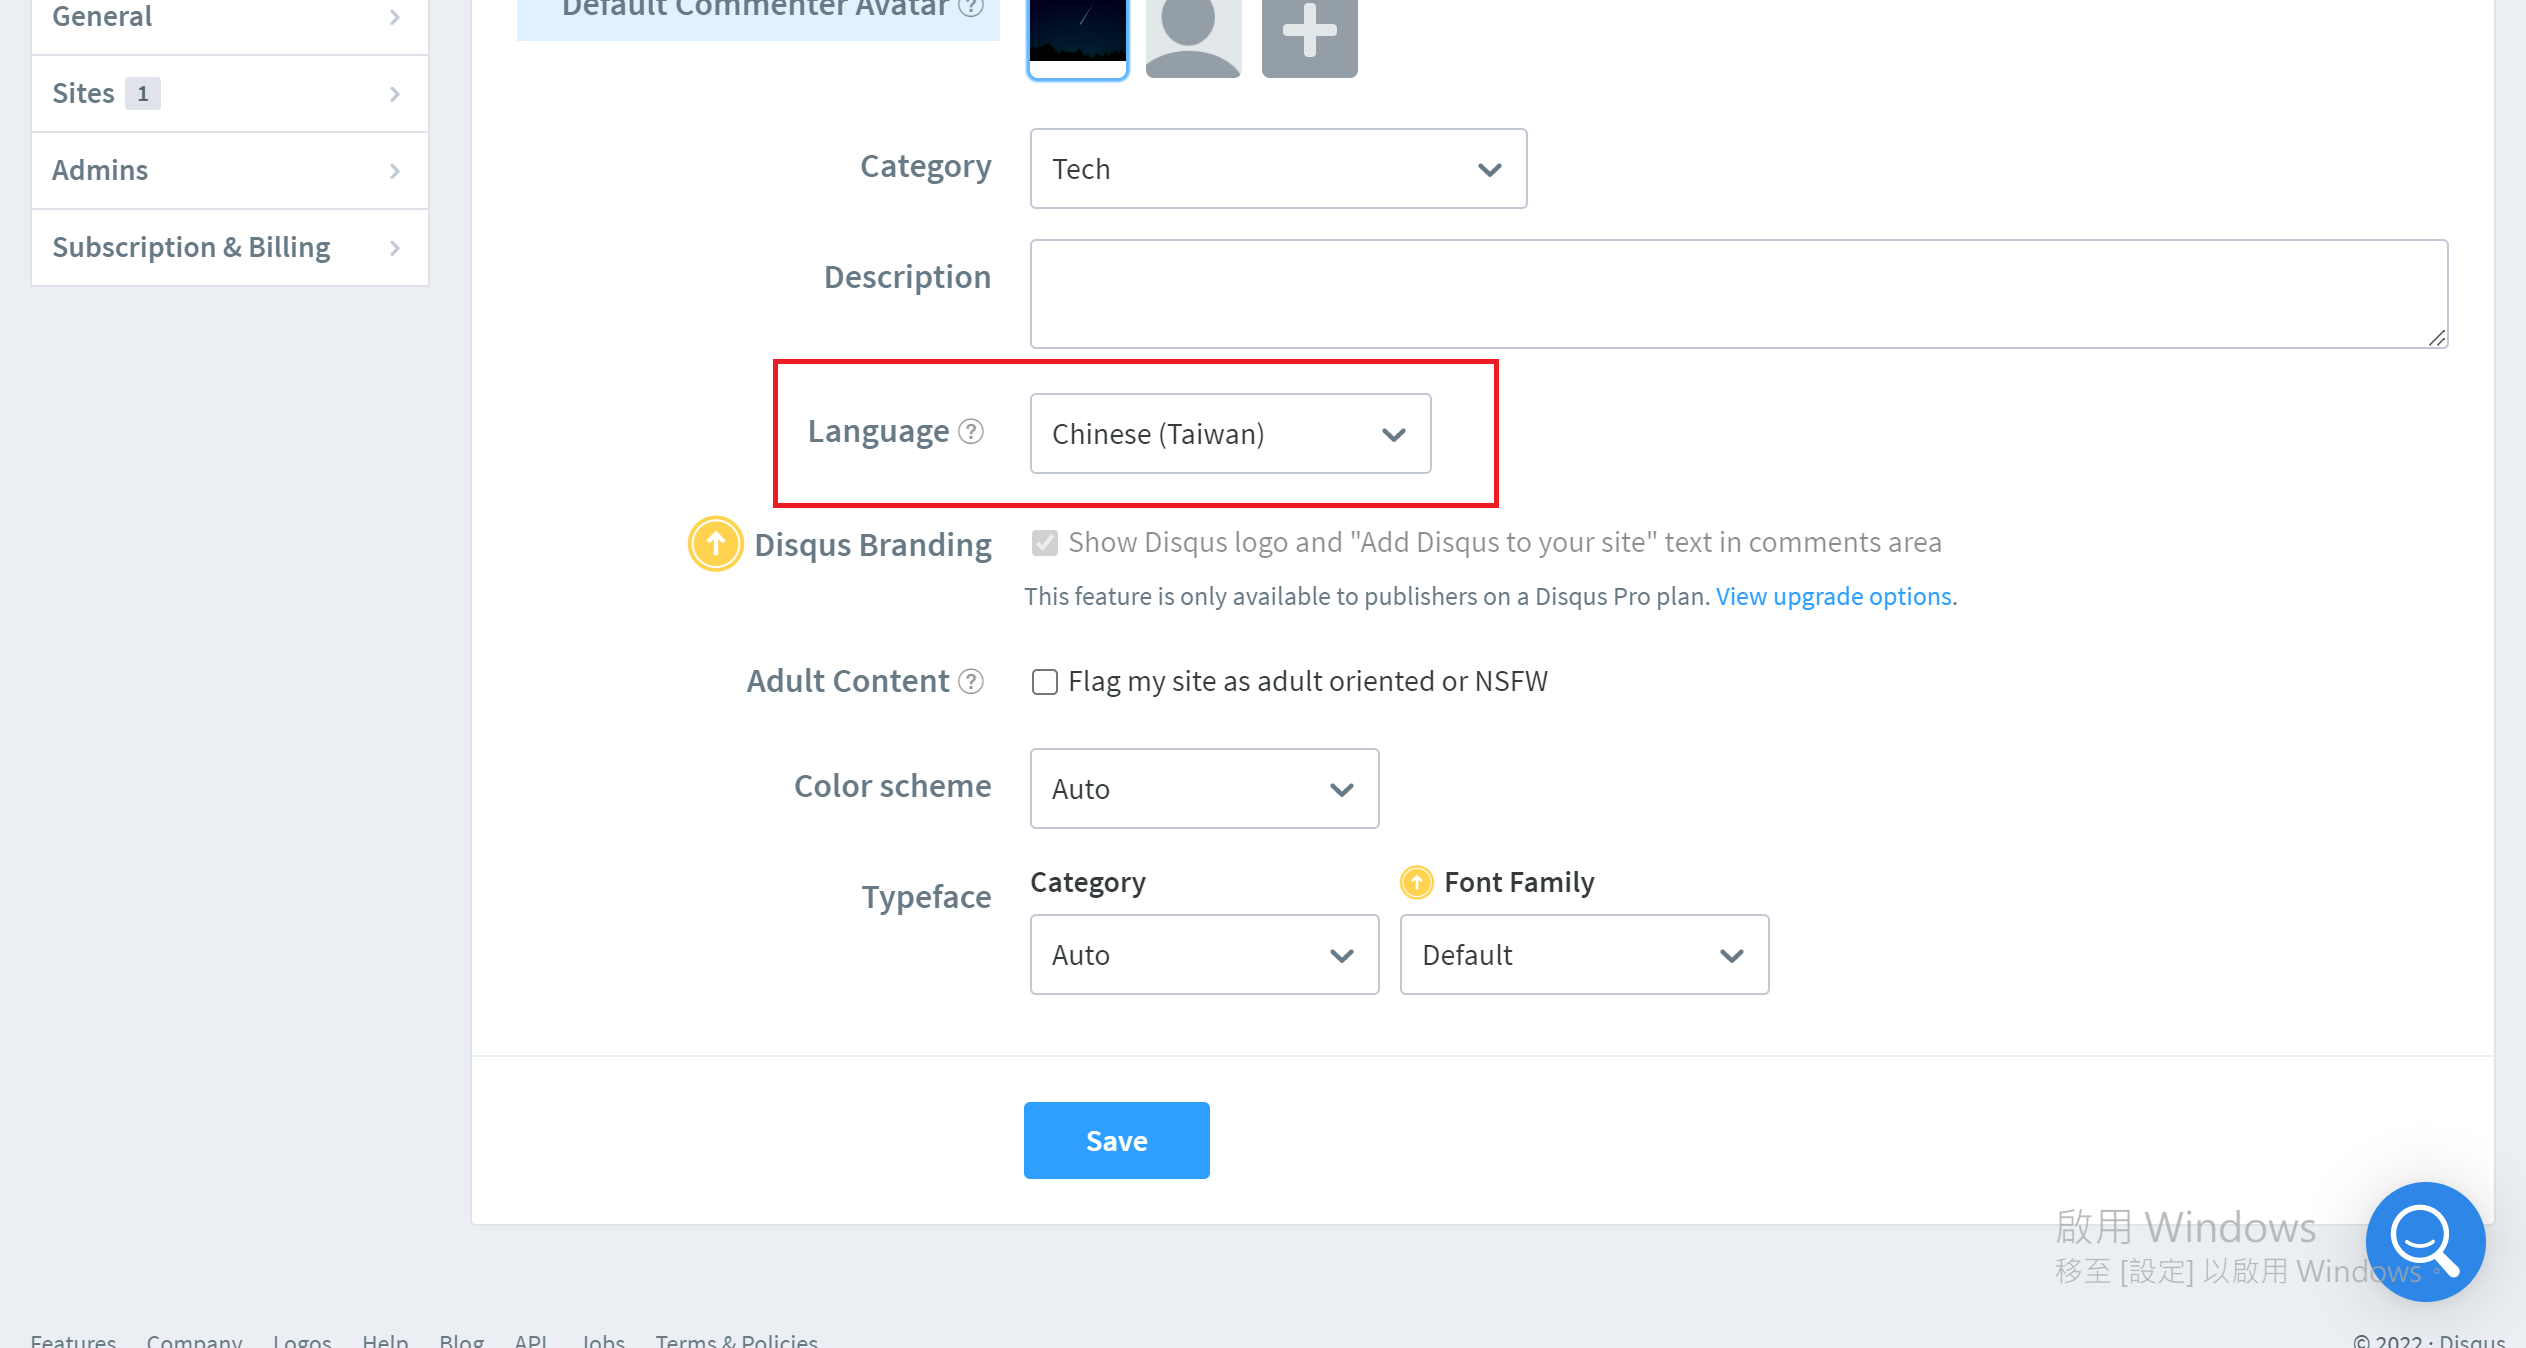 General
Sites 1
Admins
Subscription & Billing
Default Commenter Avatar ?
Category Tech
Description
Language ? Chinese (Taiwan)
Disqus Branding Show Disqus logo and "Add Disqus to your site" text in comments area
This feature is only available to publishers on a Disqus Pro plan. View upgrade options.
Adult Content ? Flag my site as adult oriented or NSFW
Color scheme Auto
Typeface
Category Font Family
Auto Default
Save
啟用 Windows
移至 [設定] 以啟用 Windows。
Features Company Logos Help Blog API Jobs Terms & Policies
© 2022 · Disqus